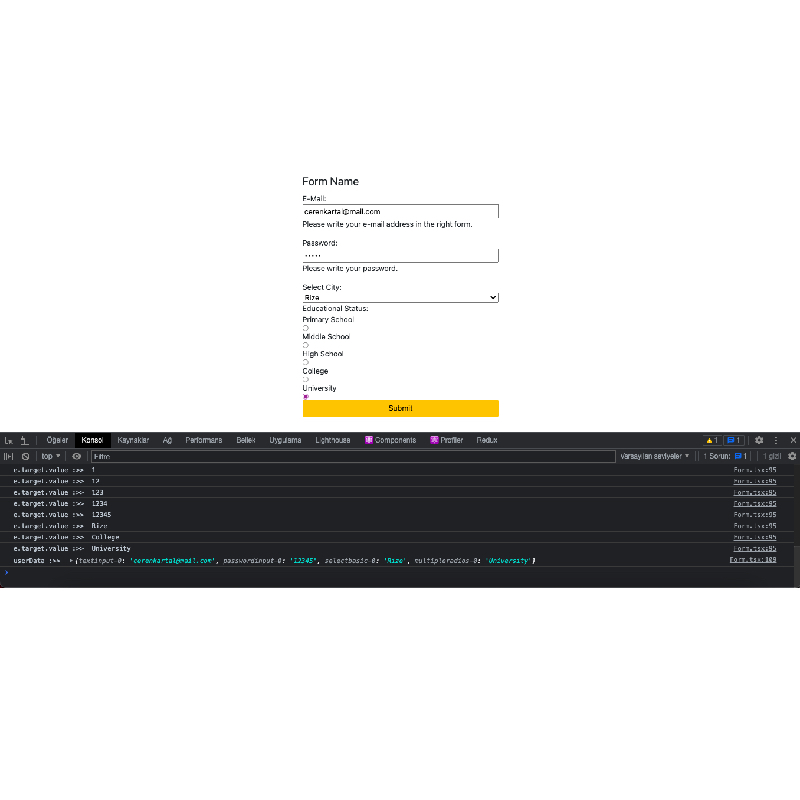 Form Name
E-Mail:
cerenkartal@mail.com
Please write your e-mail address in the right form.
Password:
•••••
Please write your password.
Select City:
Rize
Educational Status:
Primary School
Middle School
High School
College
University
Submit
Öğeler Konsol Kaynaklar Ağ Performans Bellek Uygulama Lighthouse Components Profiler Redux 1 1
top Filtre Varsayılan seviyeler 1 Sorun: 1 1 gizli
e.target.value :>> 1 Form.tsx:95
e.target.value :>> 12 Form.tsx:95
e.target.value :>> 123 Form.tsx:95
e.target.value :>> 1234 Form.tsx:95
e.target.value :>> 12345 Form.tsx:95
e.target.value :>> Rize Form.tsx:95
e.target.value :>> College Form.tsx:95
e.target.value :>> University Form.tsx:95
userData :>> {textinput-0: 'cerenkartal@mail.com', passwordinput-0: '12345', selectbasic-0: 'Rize', multipleradios-0: 'University'} Form.tsx:109